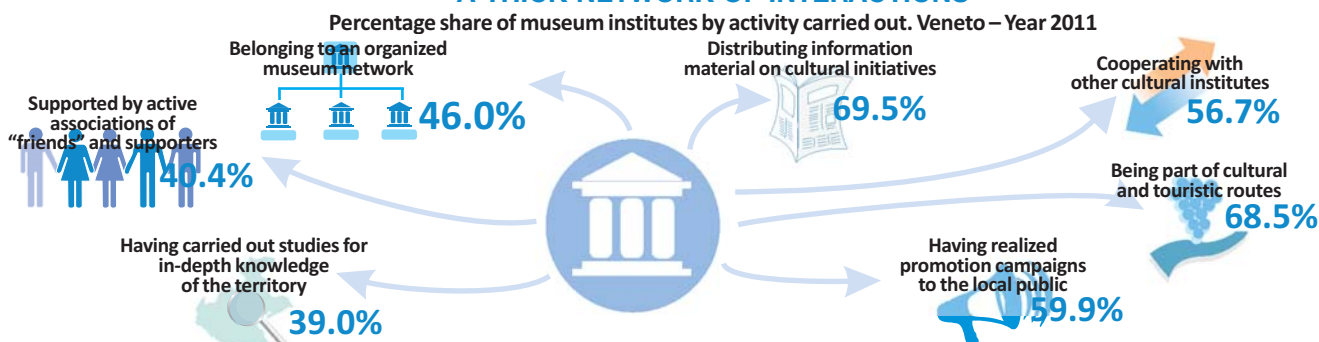 A THICK NETWORK OF INTERACTIONS
Percentage share of museum institutes by activity carried out. Veneto – Year 2011
Belonging to an organized
museum network
46.0%
Distributing information
material on cultural initiatives
69.5%
Cooperating with
other cultural institutes
56.7%
Supported by active
associations of
“friends” and supporters
40.4%
Being part of cultural
and touristic routes
68.5%
Having carried out studies for
in-depth knowledge
of the territory
39.0%
Having realized
promotion campaigns
to the local public
59.9%